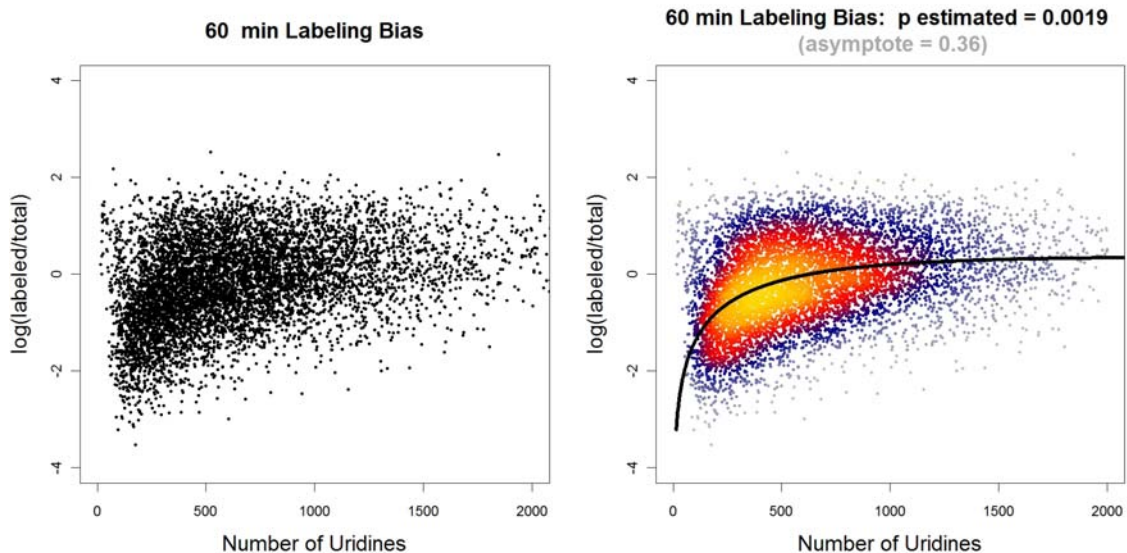 60 min Labeling Bias
4
2
0
-2
-4
log(labeled/total)
0 500 1000 1500 2000
Number of Uridines
60 min Labeling Bias: p estimated = 0.0019
(asymptote = 0.36)
4
2
0
-2
-4
log(labeled/total)
0 500 1000 1500 2000
Number of Uridines